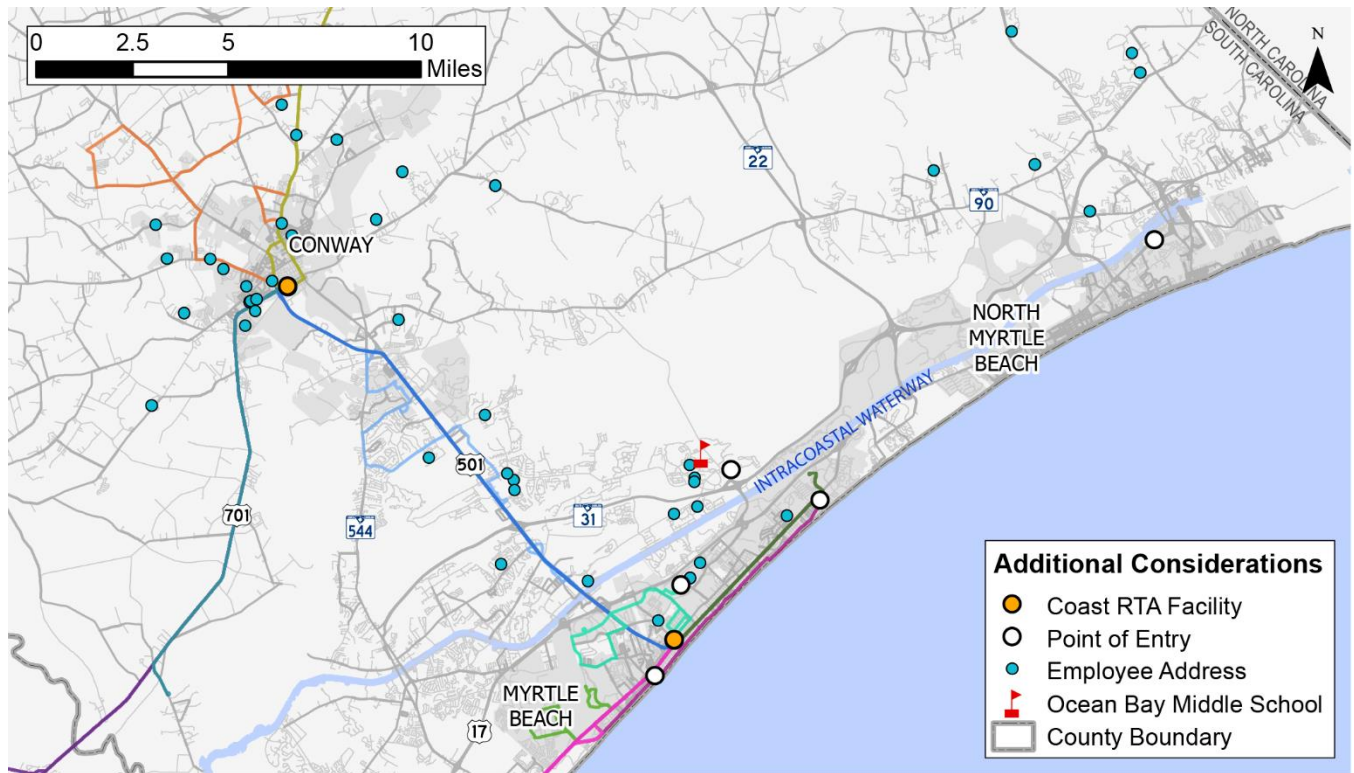 0 2.5 5 10
Miles
N
NORTH CAROLINA
SOUTH CAROLINA
22
90
CONWAY
NORTH
MYRTLE
BEACH
INTRACOASTAL WATERWAY
501
701
544
31
MYRTLE
BEACH
17
Additional Considerations
Coast RTA Facility
Point of Entry
Employee Address
Ocean Bay Middle School
County Boundary